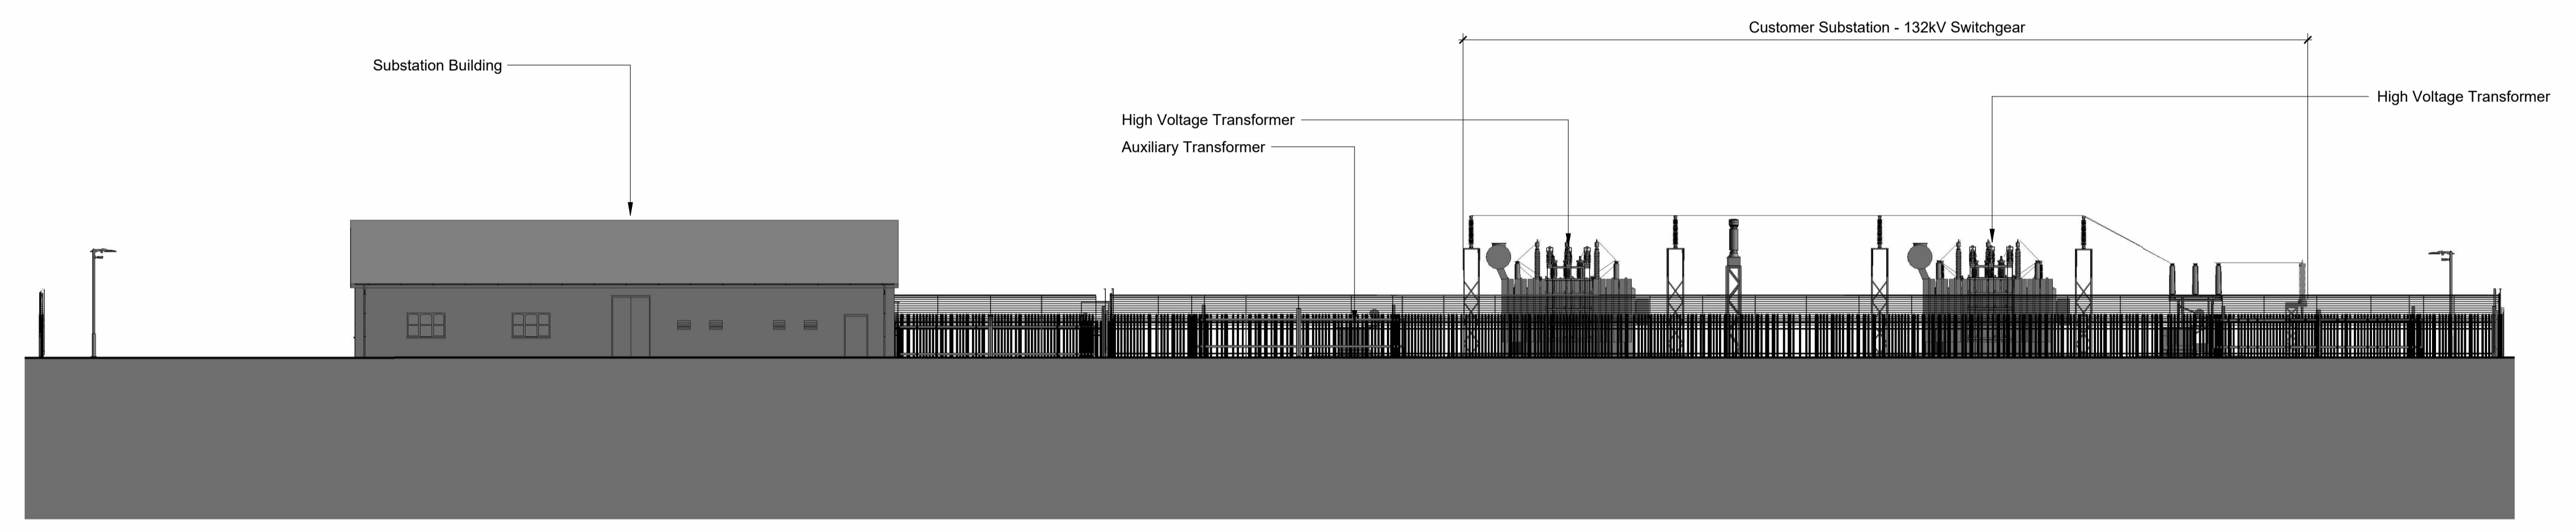 Customer Substation - 132kV Switchgear
Substation Building
High Voltage Transformer
High Voltage Transformer
Auxiliary Transformer